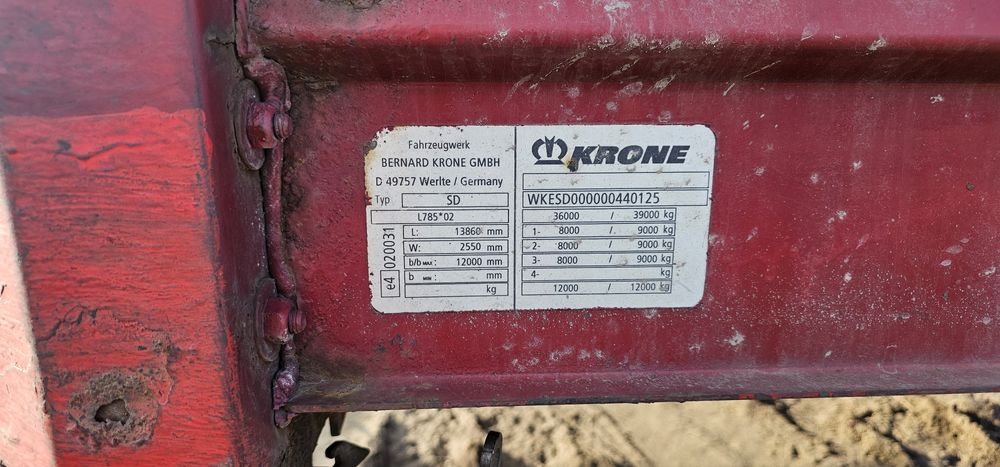 Fahrzeugwerk
BERNARD KRONE GMBH
D 49757 Werlte / Germany
Typ SD
L785*02
e4 020031
L: 13860 mm
W: 2550 mm
b/b MAX : 12000 mm
b MIN : mm
kg
KRONE
WKESD000000440125
36000 / 39000 kg
1- 8000 / 9000 kg
2- 8000 / 9000 kg
3- 8000 / 9000 kg
4- kg
12000 / 12000 kg